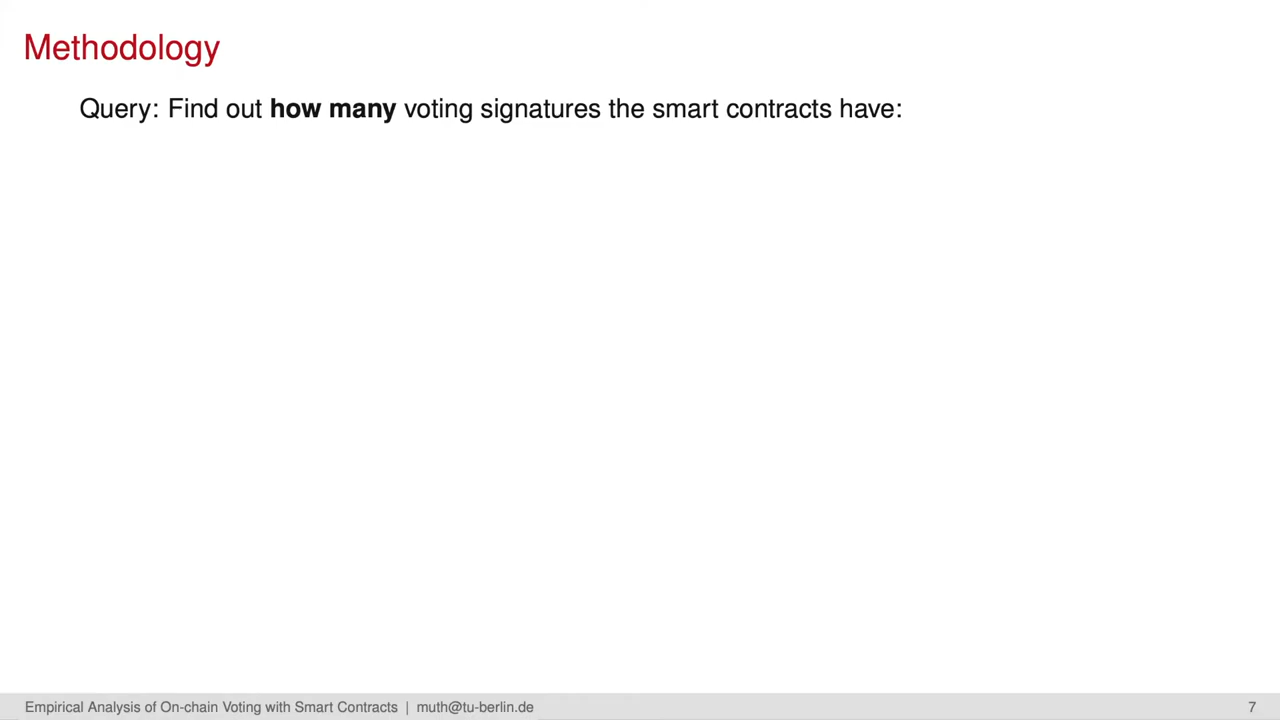 Methodology
Query: Find out how many voting signatures the smart contracts have:
Empirical Analysis of On-chain Voting with Smart Contracts | muth@tu-berlin.de 7